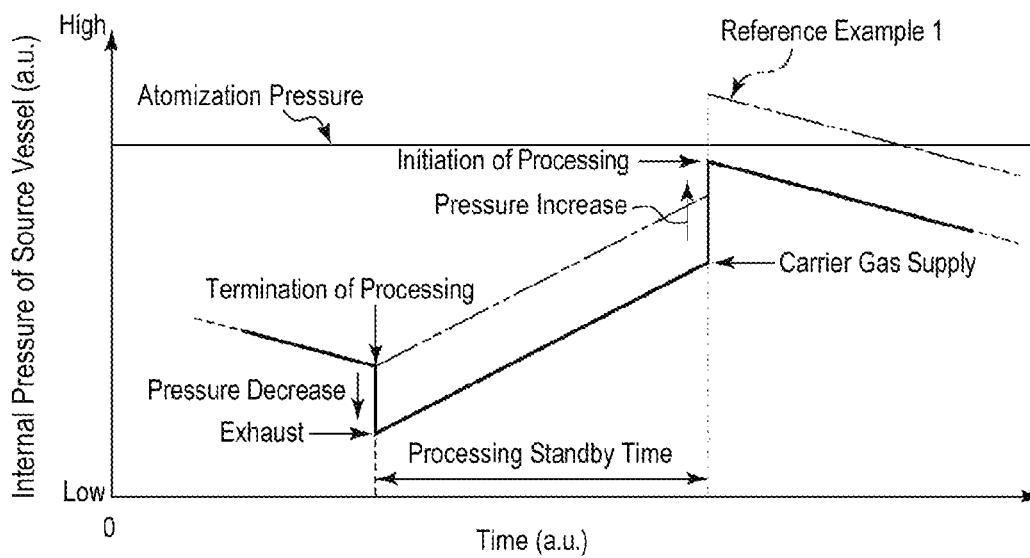 High
Reference Example 1
Atomization Pressure
Initiation of Processing
Pressure Increase
Carrier Gas Supply
Termination of Processing
Pressure Decrease
Exhaust
Processing Standby Time
Low
0
Time (a.u.)
Internal Pressure of Source Vessel (a.u.)